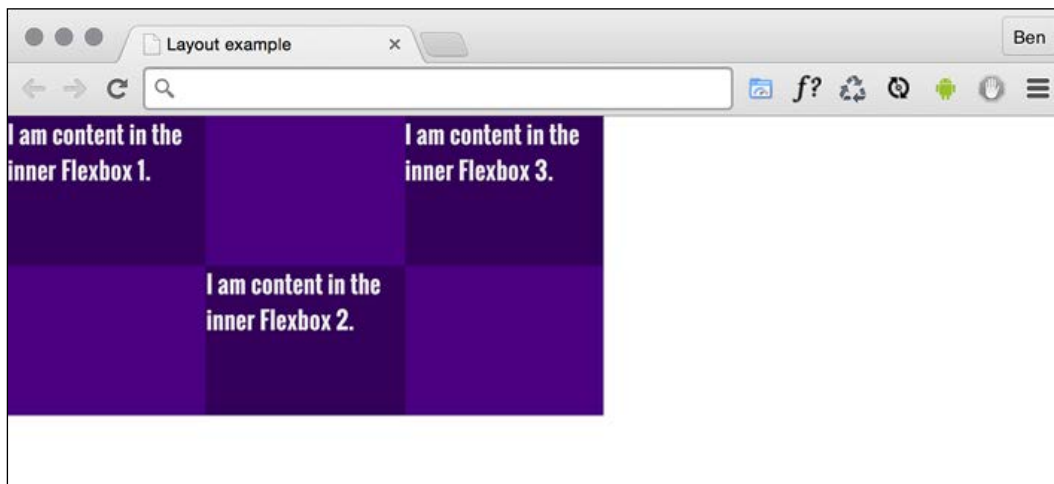 Layout example
Ben
f?
I am content in the
inner Flexbox 1.
I am content in the
inner Flexbox 3.
I am content in the
inner Flexbox 2.